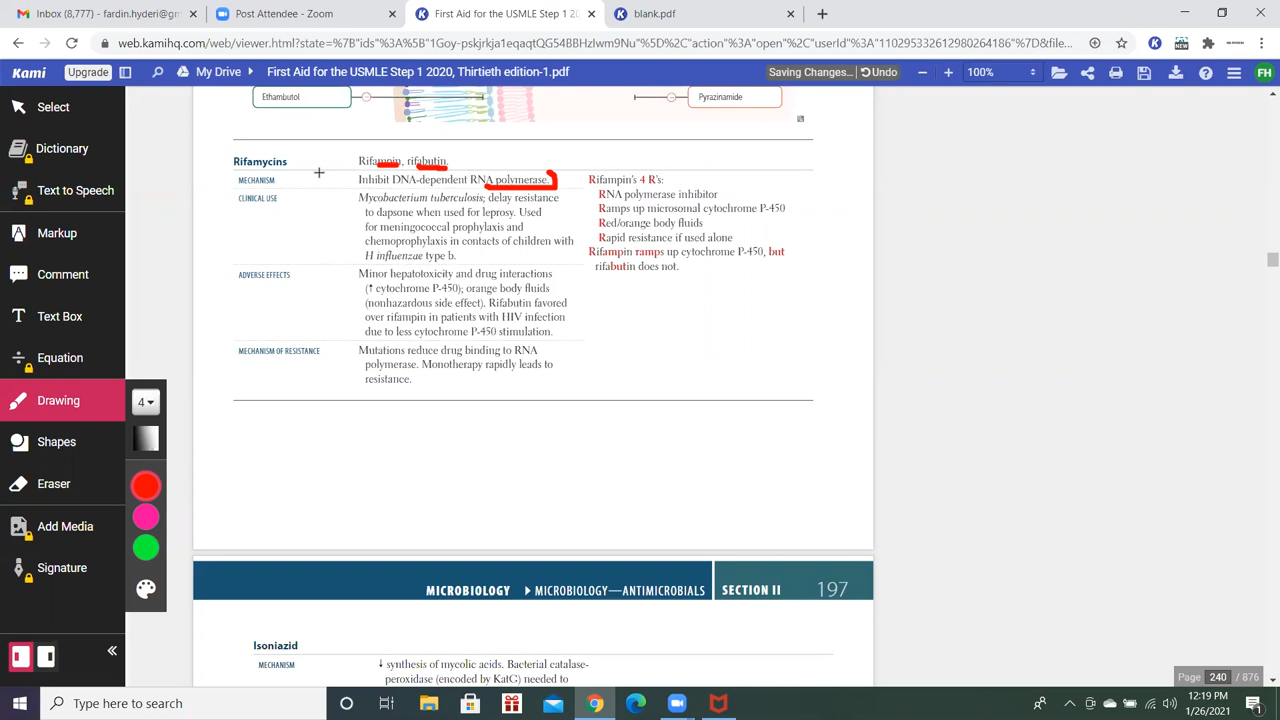 Inbox (8,777) - fardin.hyderi@gm
Post Attendee - Zoom
First Aid for the USMLE Step 1 20
blank.pdf
web.kamihq.com/web/viewer.html?state=%7B"ids"%3A%5B"1Goy-pskjrkja1eqaqtQG54BBHzlwm9Nu"%5D%2C"action"%3A"open"%2C"userId"%3A"110295332612980264186"%7D&file...
Kami
Upgrade
My Drive
First Aid for the USMLE Step 1 2020, Thirtieth edition-1.pdf
Saving Changes...
Undo
100%
FH
Select
Dictionary
Text to Speech
Markup
Comment
Text Box
Equation
Drawing
Shapes
Eraser
Add Media
Signature
4
Ethambutol
Pyrazinamide
Rifamycins
Rifampin, rifabutin.
MECHANISM
Inhibit DNA-dependent RNA polymerase.
CLINICAL USE
Mycobacterium tuberculosis; delay resistance
to dapsone when used for leprosy. Used
for meningococcal prophylaxis and
chemoprophylaxis in contacts of children with
H influenzae type b.
ADVERSE EFFECTS
Minor hepatotoxicity and drug interactions
(↑ cytochrome P-450); orange body fluids
(nonhazardous side effect). Rifabutin favored
over rifampin in patients with HIV infection
due to less cytochrome P-450 stimulation.
MECHANISM OF RESISTANCE
Mutations reduce drug binding to RNA
polymerase. Monotherapy rapidly leads to
resistance.
Rifampin's 4 R's:
RNA polymerase inhibitor
Ramps up microsomal cytochrome P-450
Red/orange body fluids
Rapid resistance if used alone
Rifampin ramps up cytochrome P-450, but
rifabutin does not.
MICROBIOLOGY
MICROBIOLOGY—ANTIMICROBIALS
SECTION II
197
Isoniazid
MECHANISM
↓ synthesis of mycolic acids. Bacterial catalase-
peroxidase (encoded by KatG) needed to
Page 240 / 876
Type here to search
12:19 PM
1/26/2021